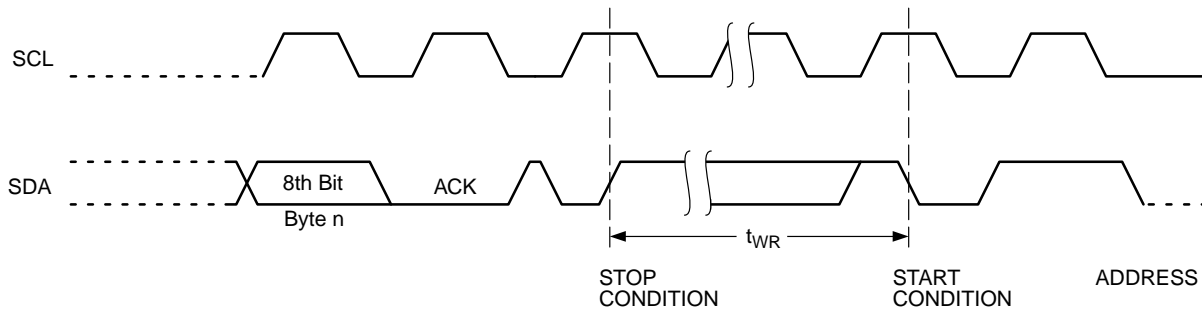 SCL
SDA
8th Bit
ACK
Byte n
tWR
STOP
CONDITION
START
CONDITION
ADDRESS